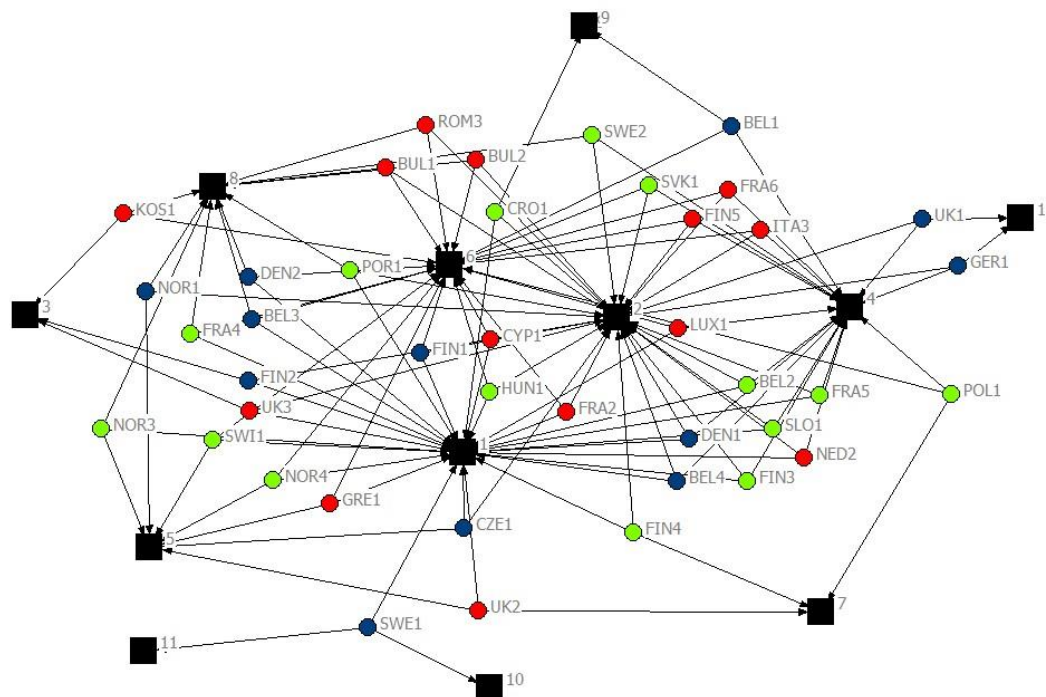 9
ROM3
SWE2
BEL1
BUL1
BUL2
8
SVK1
FRA6
KOS1
CRO1
FIN5
ITA3
UK1
1
6
POR1
GER1
DEN2
NOR1
3
BEL3
2
4
FRA4
CYP1
LUX1
FIN1
FIN2
HUN1
BEL2
FRA5
POL1
UK3
FRA2
NOR3
SWI1
SLO1
DEN1
1
NED2
NOR4
BEL4
FIN3
GRE1
CZE1
FIN4
5
UK2
7
SWE1
11
10